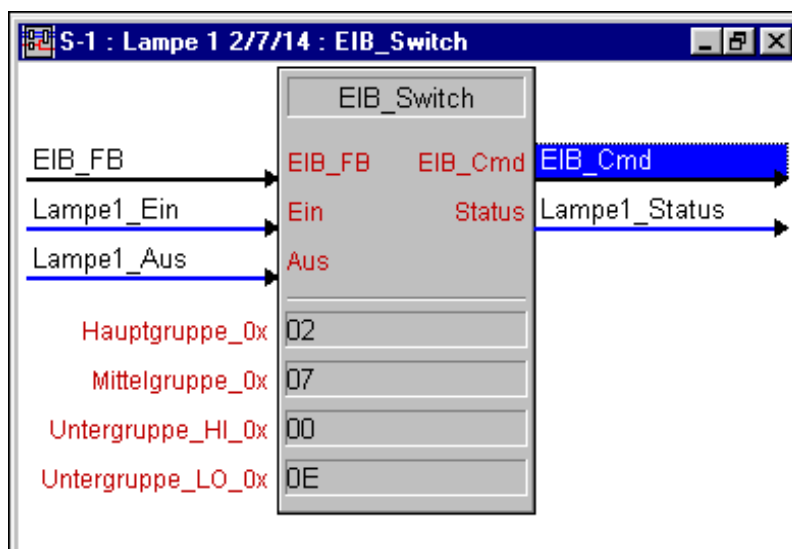 S-1 : Lampe 1 2/7/14 : EIB_Switch
EIB_Switch
EIB_FB EIB_FB EIB_Cmd EIB_Cmd
Lampe1_Ein Ein Status Lampe1_Status
Lampe1_Aus Aus
Hauptgruppe_0x 02
Mittelgruppe_0x 07
Untergruppe_HI_0x 00
Untergruppe_LO_0x 0E